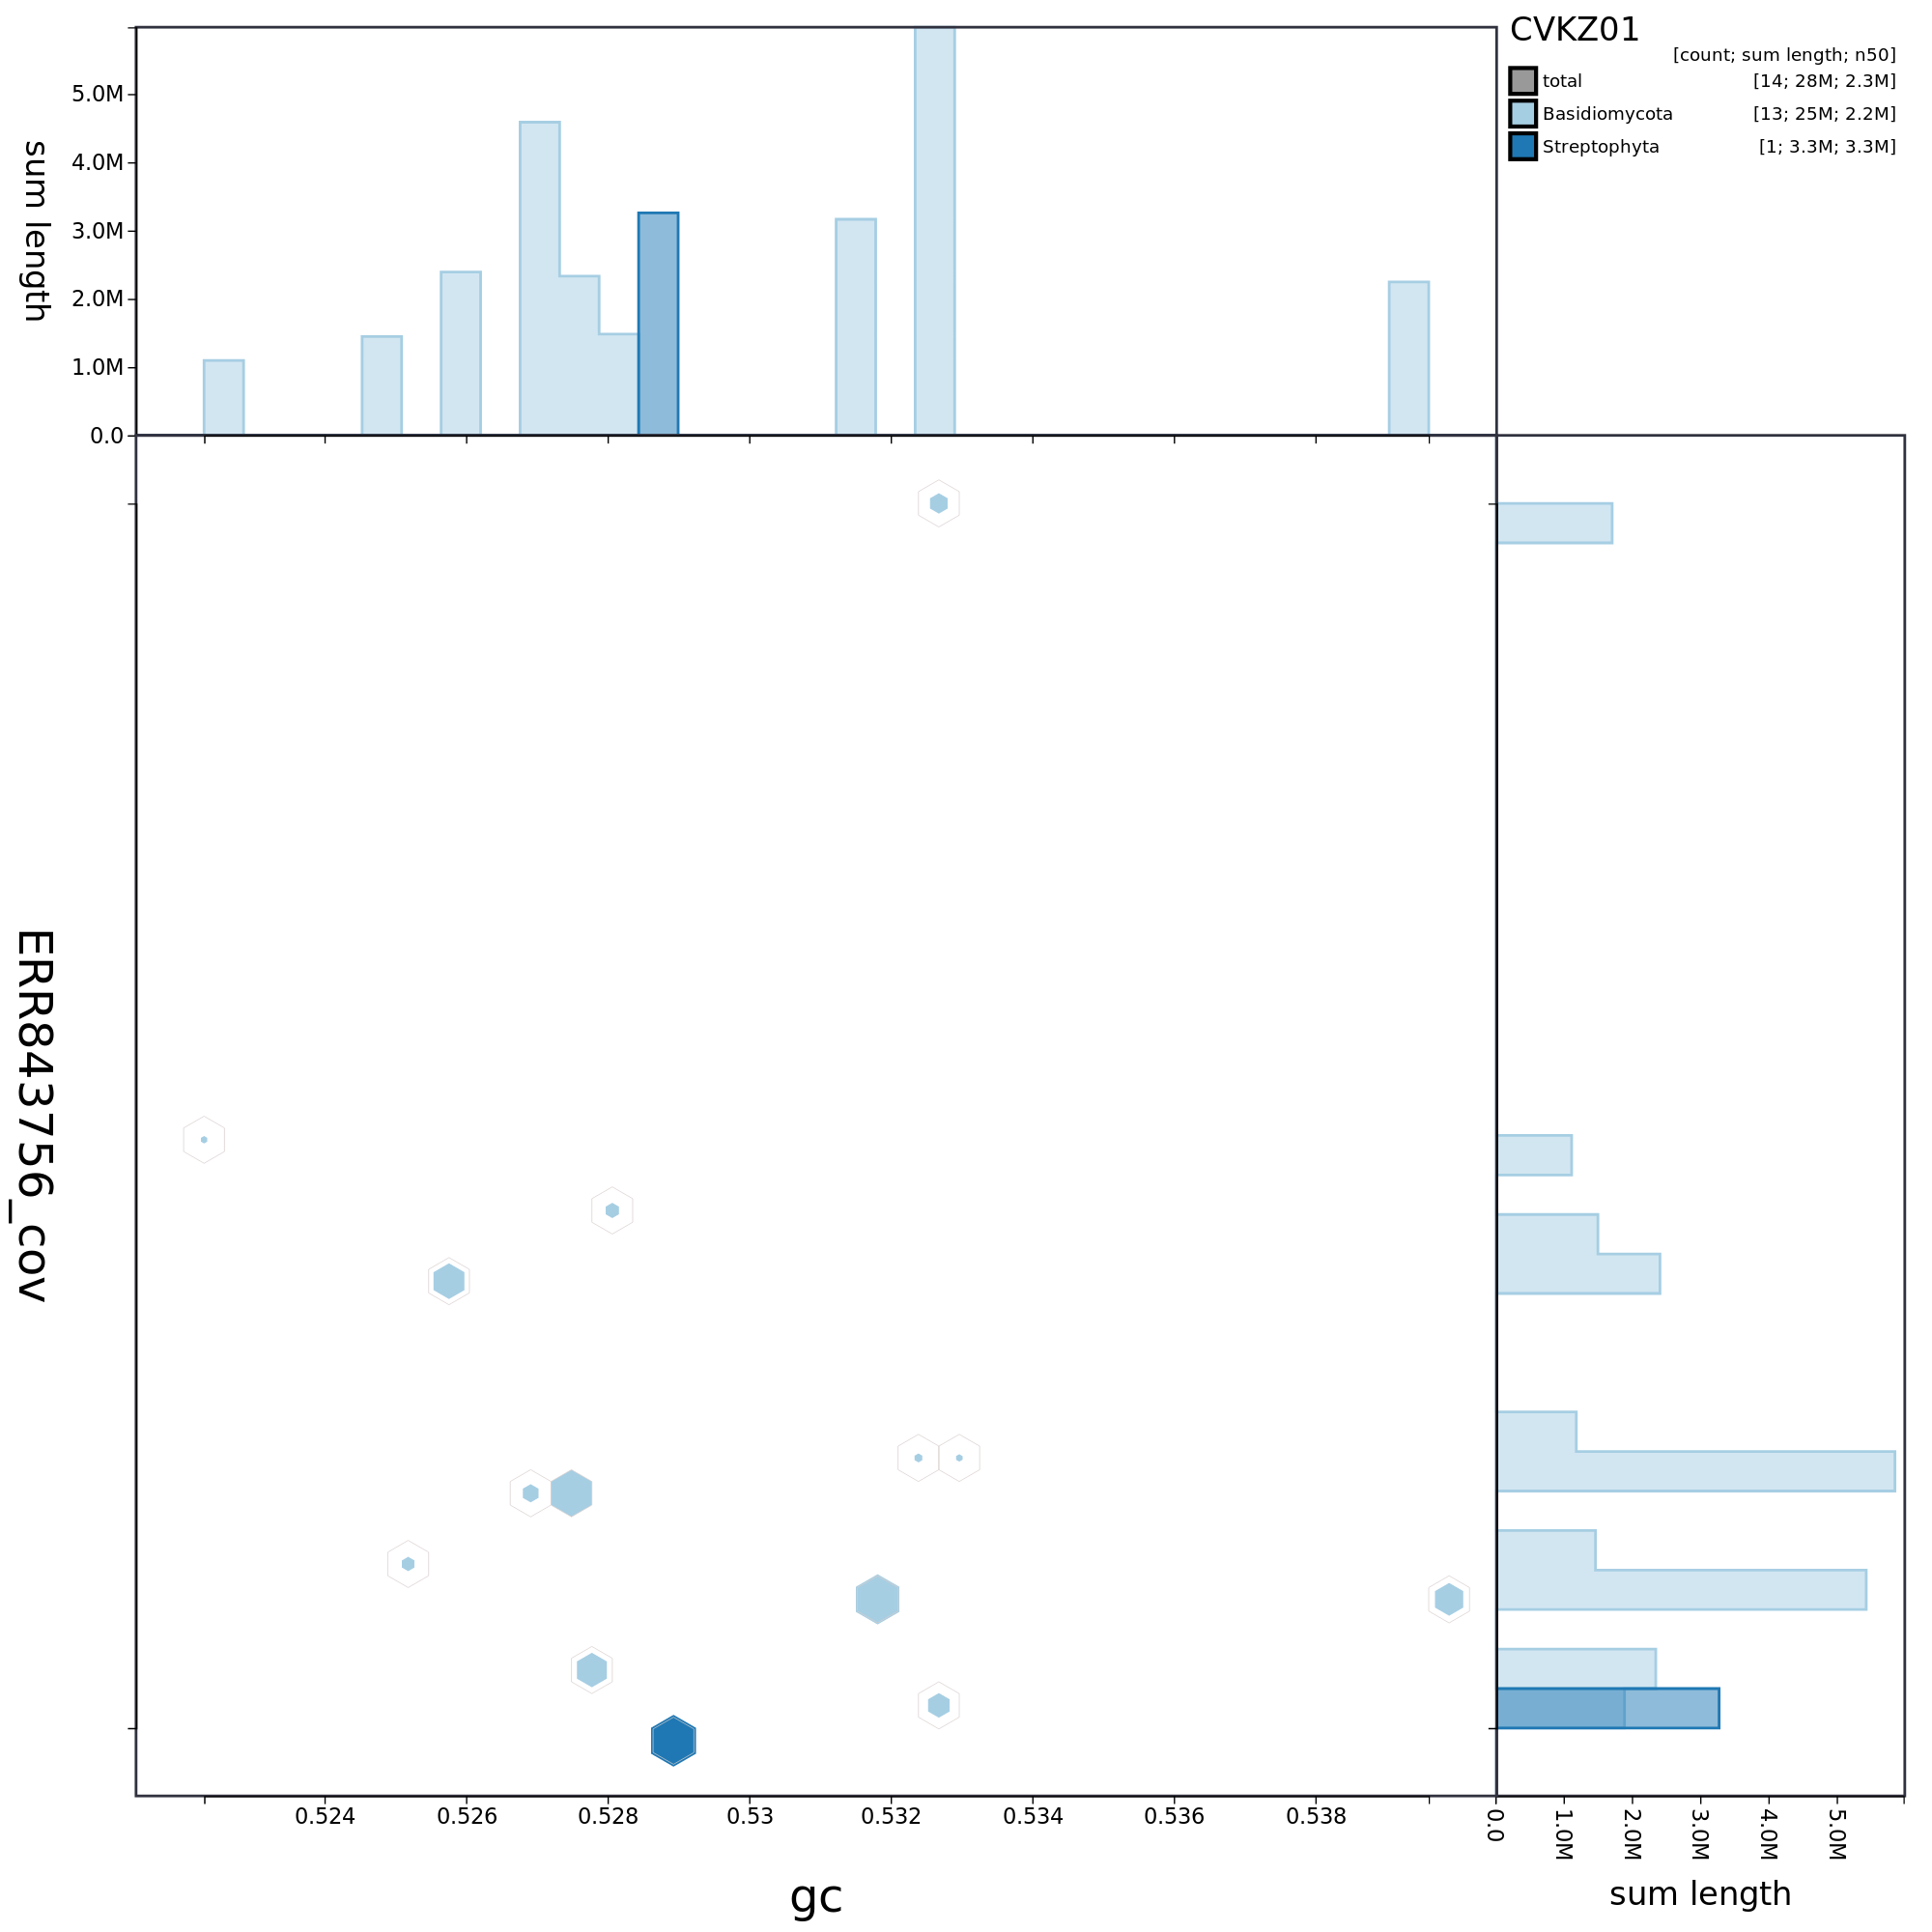 CVKZ01
[count; sum length; n50]
total [14; 28M; 2.3M]
Basidiomycota [13; 25M; 2.2M]
Streptophyta [1; 3.3M; 3.3M]
sum length
5.0M
4.0M
3.0M
2.0M
1.0M
0.0
ERR843756_cov
0.524 0.526 0.528 0.53 0.532 0.534 0.536 0.538
gc
0.0 1.0M 2.0M 3.0M 4.0M 5.0M
sum length